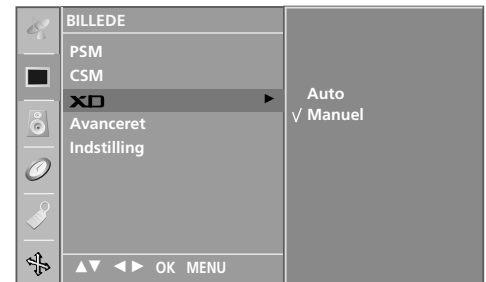 BILLEDE
PSM
CSM
XD ►
Avanceret
Indstilling
Auto
√ Manuel
▲▼ ◄► OK MENU